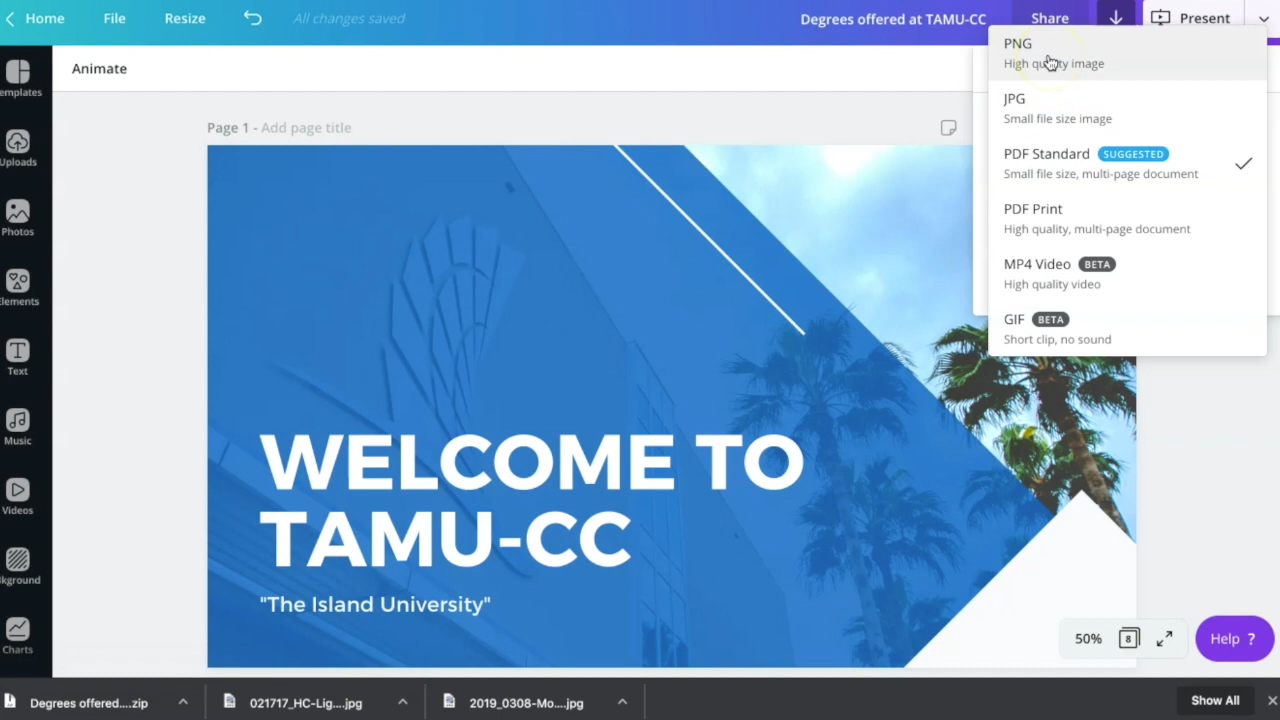 Home File Resize All changes saved Degrees offered at TAMU-CC Share Present
PNG
High quality image
Animate
JPG
Small file size image
Page 1 - Add page title
PDF Standard SUGGESTED
Small file size, multi-page document
PDF Print
High quality, multi-page document
MP4 Video BETA
High quality video
GIF BETA
Short clip, no sound
emplates
Uploads
Photos
Elements
Text
Music
Videos
kground
Charts
WELCOME TO
TAMU-CC
"The Island University"
50% 8 Help ?
Degrees offered....zip 021717_HC-Lig....jpg 2019_0308-Mo....jpg Show All